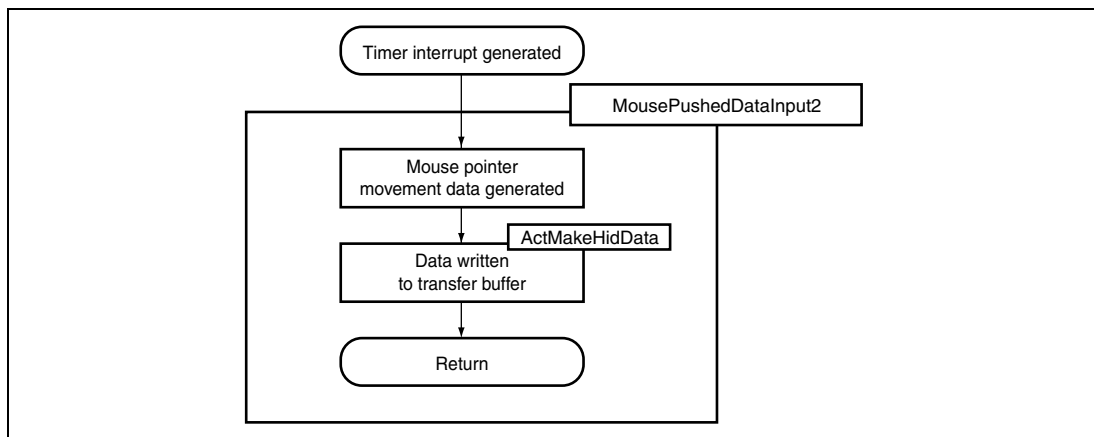 Timer interrupt generated
MousePushedDataInput2
Mouse pointer
movement data generated
ActMakeHidData
Data written
to transfer buffer
Return